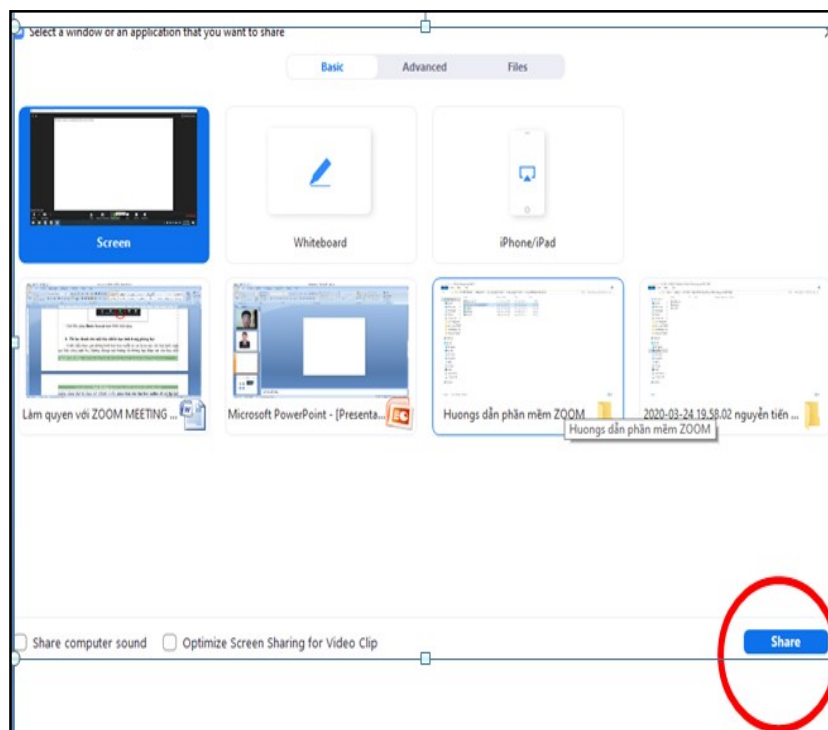 Select a window or an application that you want to share
Basic Advanced Files
Screen Whiteboard iPhone/iPad
Làm quyen với ZOOM MEETING ... Microsoft PowerPoint - [Presenta... Huongs dẫn phần mềm ZOOM 2020-03-24 19.58.02 nguyễn tiến ...
Huongs dẫn phần mềm ZOOM
Share computer sound Optimize Screen Sharing for Video Clip Share